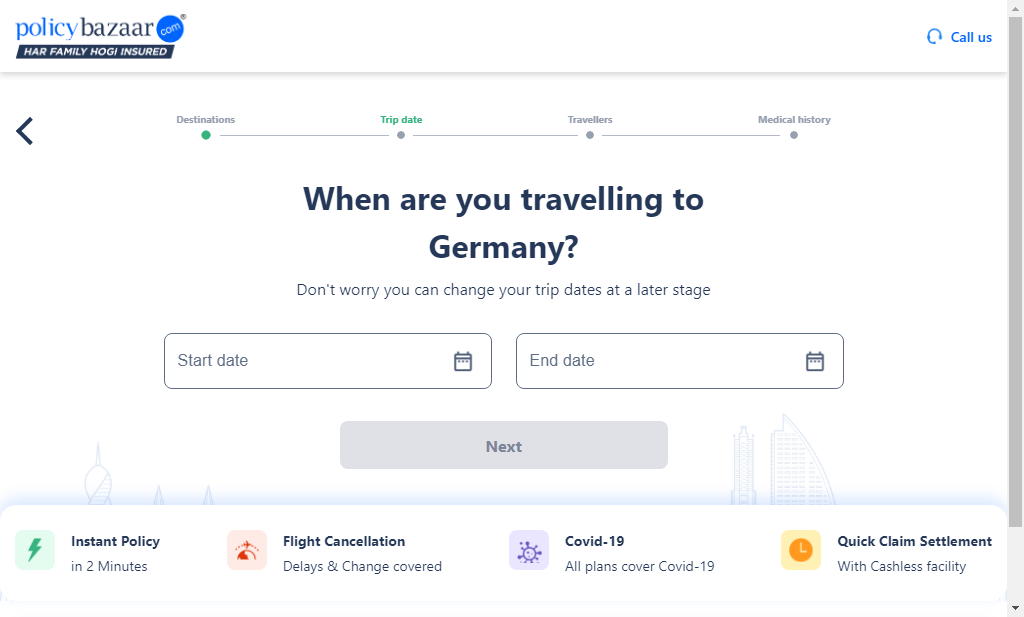 policybazaar.com®
HAR FAMILY HOGI INSURED
Call us
Destinations
Trip date
Travellers
Medical history
When are you travelling to
Germany?
Don't worry you can change your trip dates at a later stage
Start date
End date
Next
Instant Policy
in 2 Minutes
Flight Cancellation
Delays & Change covered
Covid-19
All plans cover Covid-19
Quick Claim Settlement
With Cashless facility